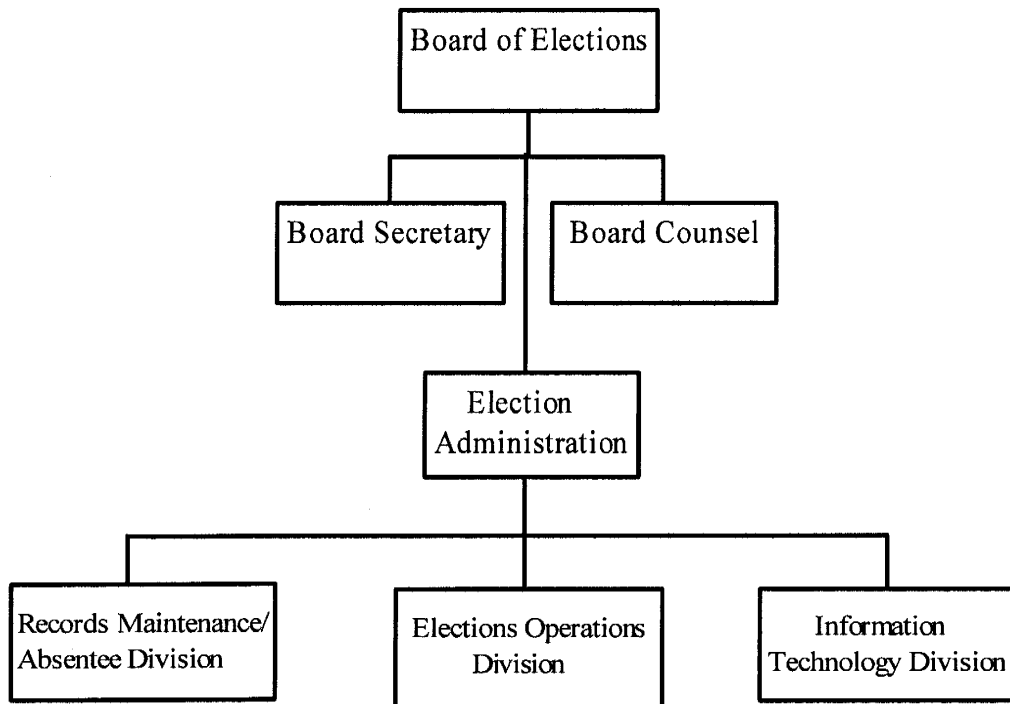 Board of Elections
Board Secretary
Board Counsel
Election
Administration
Records Maintenance/
Absentee Division
Elections Operations
Division
Information
Technology Division